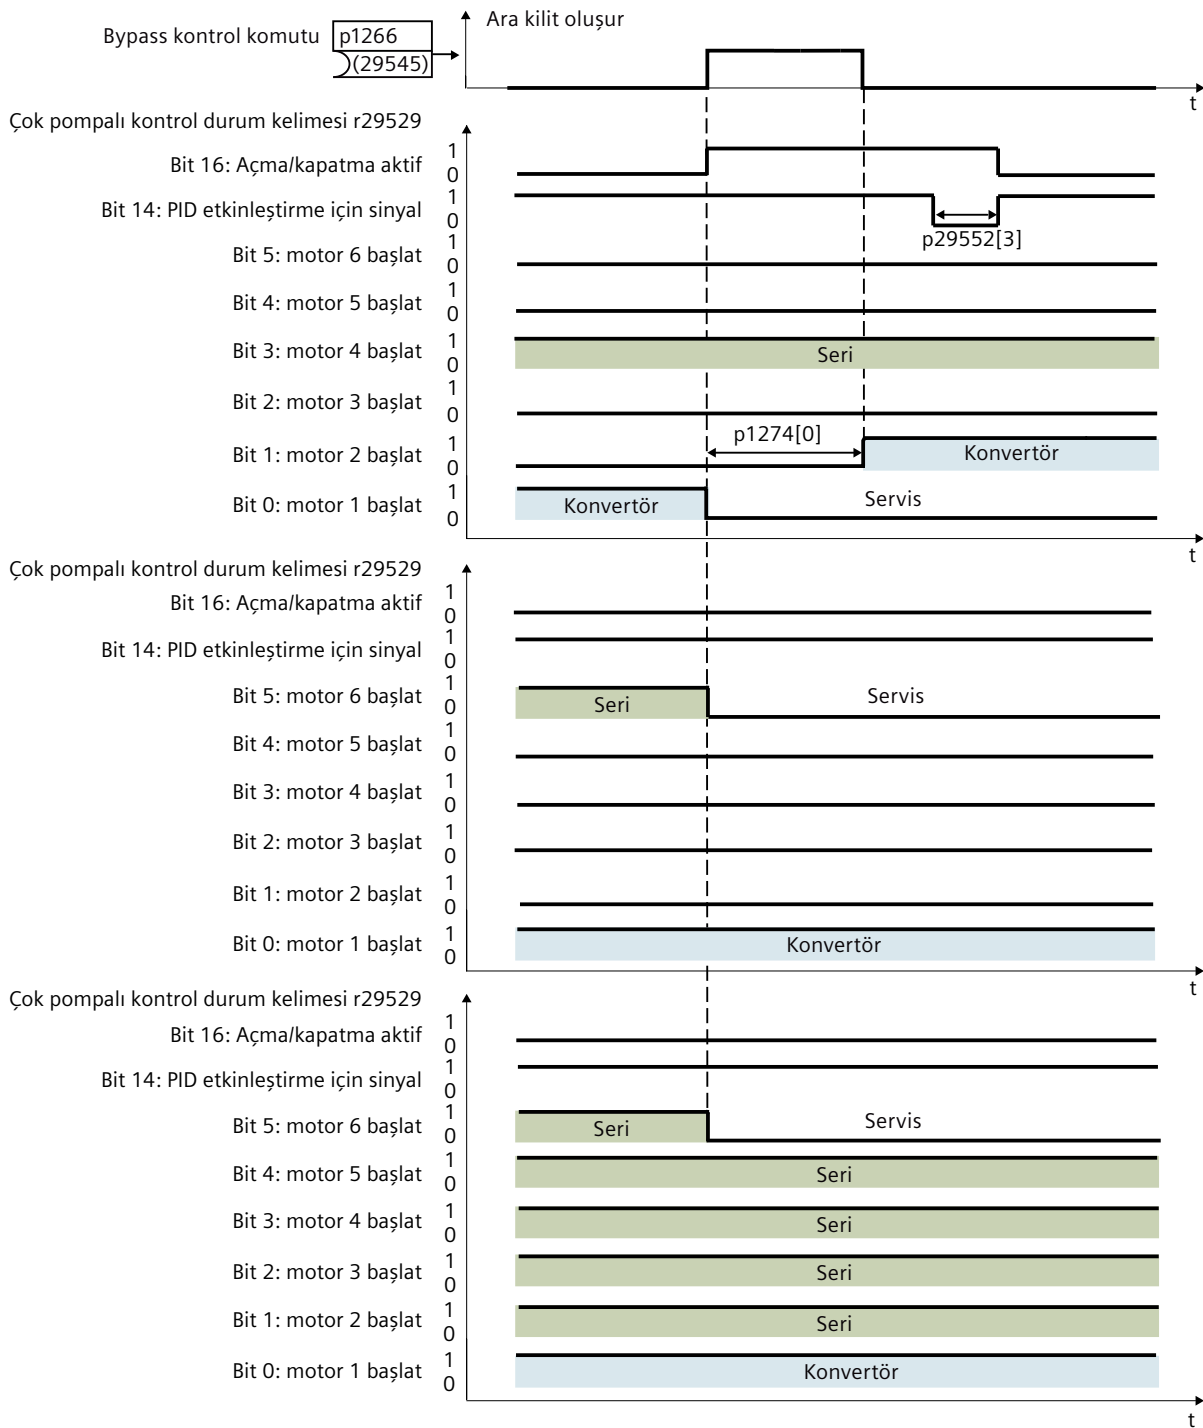 Ara kilit oluşur
Bypass kontrol komutu p1266
(29545)
t
Çok pompalı kontrol durum kelimesi r29529
Bit 16: Açma/kapatma aktif 1 0
Bit 14: PID etkinleştirme için sinyal 1 0
p29552[3]
Bit 5: motor 6 başlat 1 0
Bit 4: motor 5 başlat 1 0
Bit 3: motor 4 başlat 1 0 Seri
Bit 2: motor 3 başlat 1 0
p1274[0]
Bit 1: motor 2 başlat 1 0 Konvertör
Bit 0: motor 1 başlat 1 0 Konvertör Servis
t
Çok pompalı kontrol durum kelimesi r29529
Bit 16: Açma/kapatma aktif 1 0
Bit 14: PID etkinleştirme için sinyal 1 0
Bit 5: motor 6 başlat 1 0 Seri Servis
Bit 4: motor 5 başlat 1 0
Bit 3: motor 4 başlat 1 0
Bit 2: motor 3 başlat 1 0
Bit 1: motor 2 başlat 1 0
Bit 0: motor 1 başlat 1 0 Konvertör
t
Çok pompalı kontrol durum kelimesi r29529
Bit 16: Açma/kapatma aktif 1 0
Bit 14: PID etkinleştirme için sinyal 1 0
Bit 5: motor 6 başlat 1 0 Seri Servis
Bit 4: motor 5 başlat 1 0 Seri
Bit 3: motor 4 başlat 1 0 Seri
Bit 2: motor 3 başlat 1 0 Seri
Bit 1: motor 2 başlat 1 0 Seri
Bit 0: motor 1 başlat 1 0 Konvertör
t